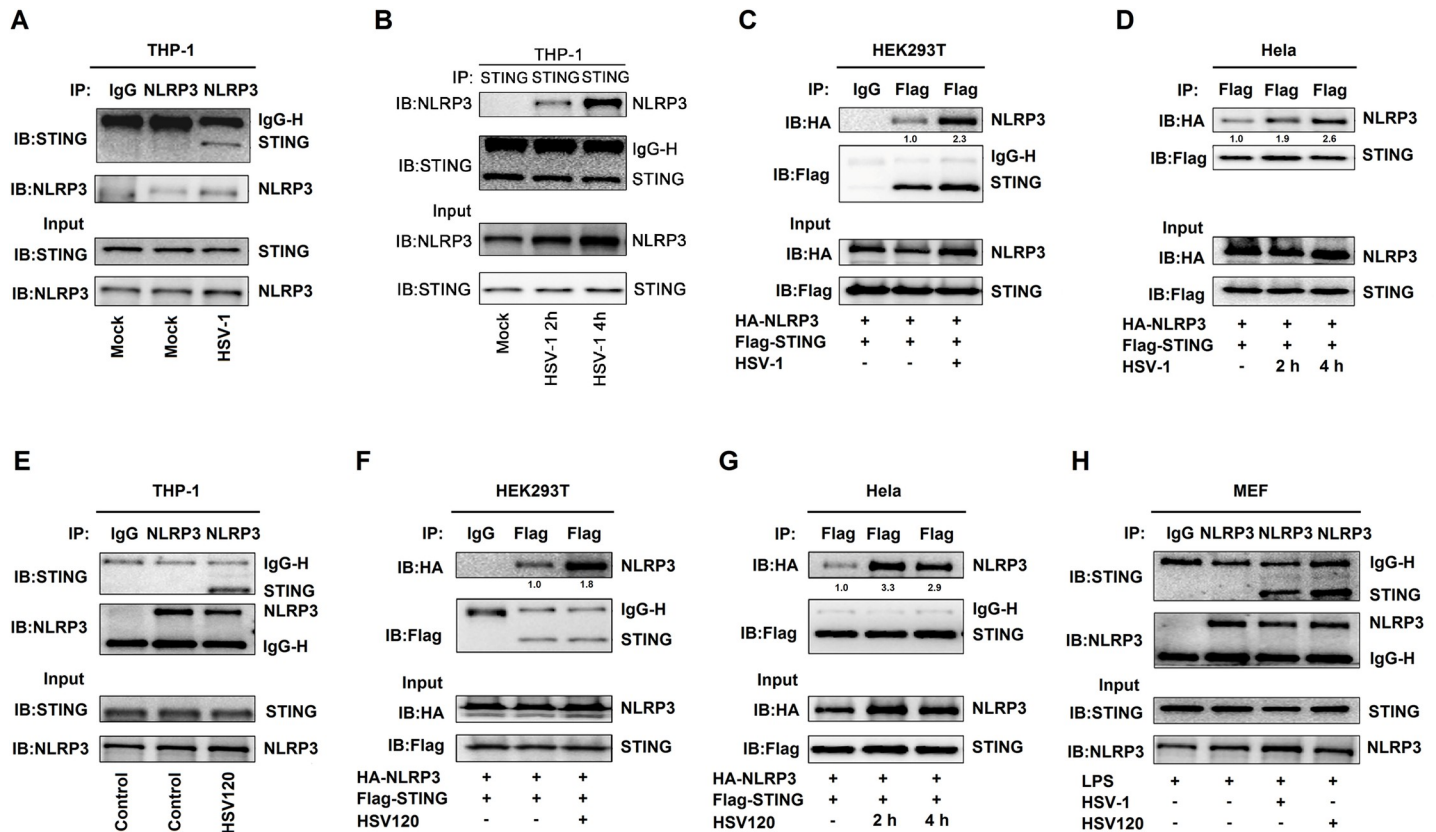 A
THP-1
IP: IgG NLRP3 NLRP3
IB:STING IgG-H
STING
IB:NLRP3 NLRP3
Input
IB:STING STING
IB:NLRP3 NLRP3
Mock Mock HSV-1
B
THP-1
IP: STING STING STING
IB:NLRP3 NLRP3
IB:STING IgG-H
STING
Input
IB:NLRP3 NLRP3
IB:STING STING
Mock HSV-1 2h HSV-1 4h
C
HEK293T
IP: IgG Flag Flag
IB:HA NLRP3
1.0 2.3
IB:Flag IgG-H
STING
Input
IB:HA NLRP3
IB:Flag STING
HA-NLRP3 + + +
Flag-STING + + +
HSV-1 - - +
D
Hela
IP: Flag Flag Flag
IB:HA NLRP3
1.0 1.9 2.6
IB:Flag STING
Input
IB:HA NLRP3
IB:Flag STING
HA-NLRP3 + + +
Flag-STING + + +
HSV-1 - 2 h 4 h
E
THP-1
IP: IgG NLRP3 NLRP3
IB:STING IgG-H
STING
IB:NLRP3 NLRP3
IgG-H
Input
IB:STING STING
IB:NLRP3 NLRP3
Control Control HSV120
F
HEK293T
IP: IgG Flag Flag
IB:HA NLRP3
1.0 1.8
IB:Flag IgG-H
STING
Input
IB:HA NLRP3
IB:Flag STING
HA-NLRP3 + + +
Flag-STING + + +
HSV120 - - +
G
Hela
IP: Flag Flag Flag
IB:HA NLRP3
1.0 3.3 2.9
IB:Flag IgG-H
STING
Input
IB:HA NLRP3
IB:Flag STING
HA-NLRP3 + + +
Flag-STING + + +
HSV120 - 2 h 4 h
H
MEF
IP: IgG NLRP3 NLRP3 NLRP3
IB:STING IgG-H
STING
IB:NLRP3 NLRP3
IgG-H
Input
IB:STING STING
IB:NLRP3 NLRP3
LPS + + + +
HSV-1 - - + -
HSV120 - - - +